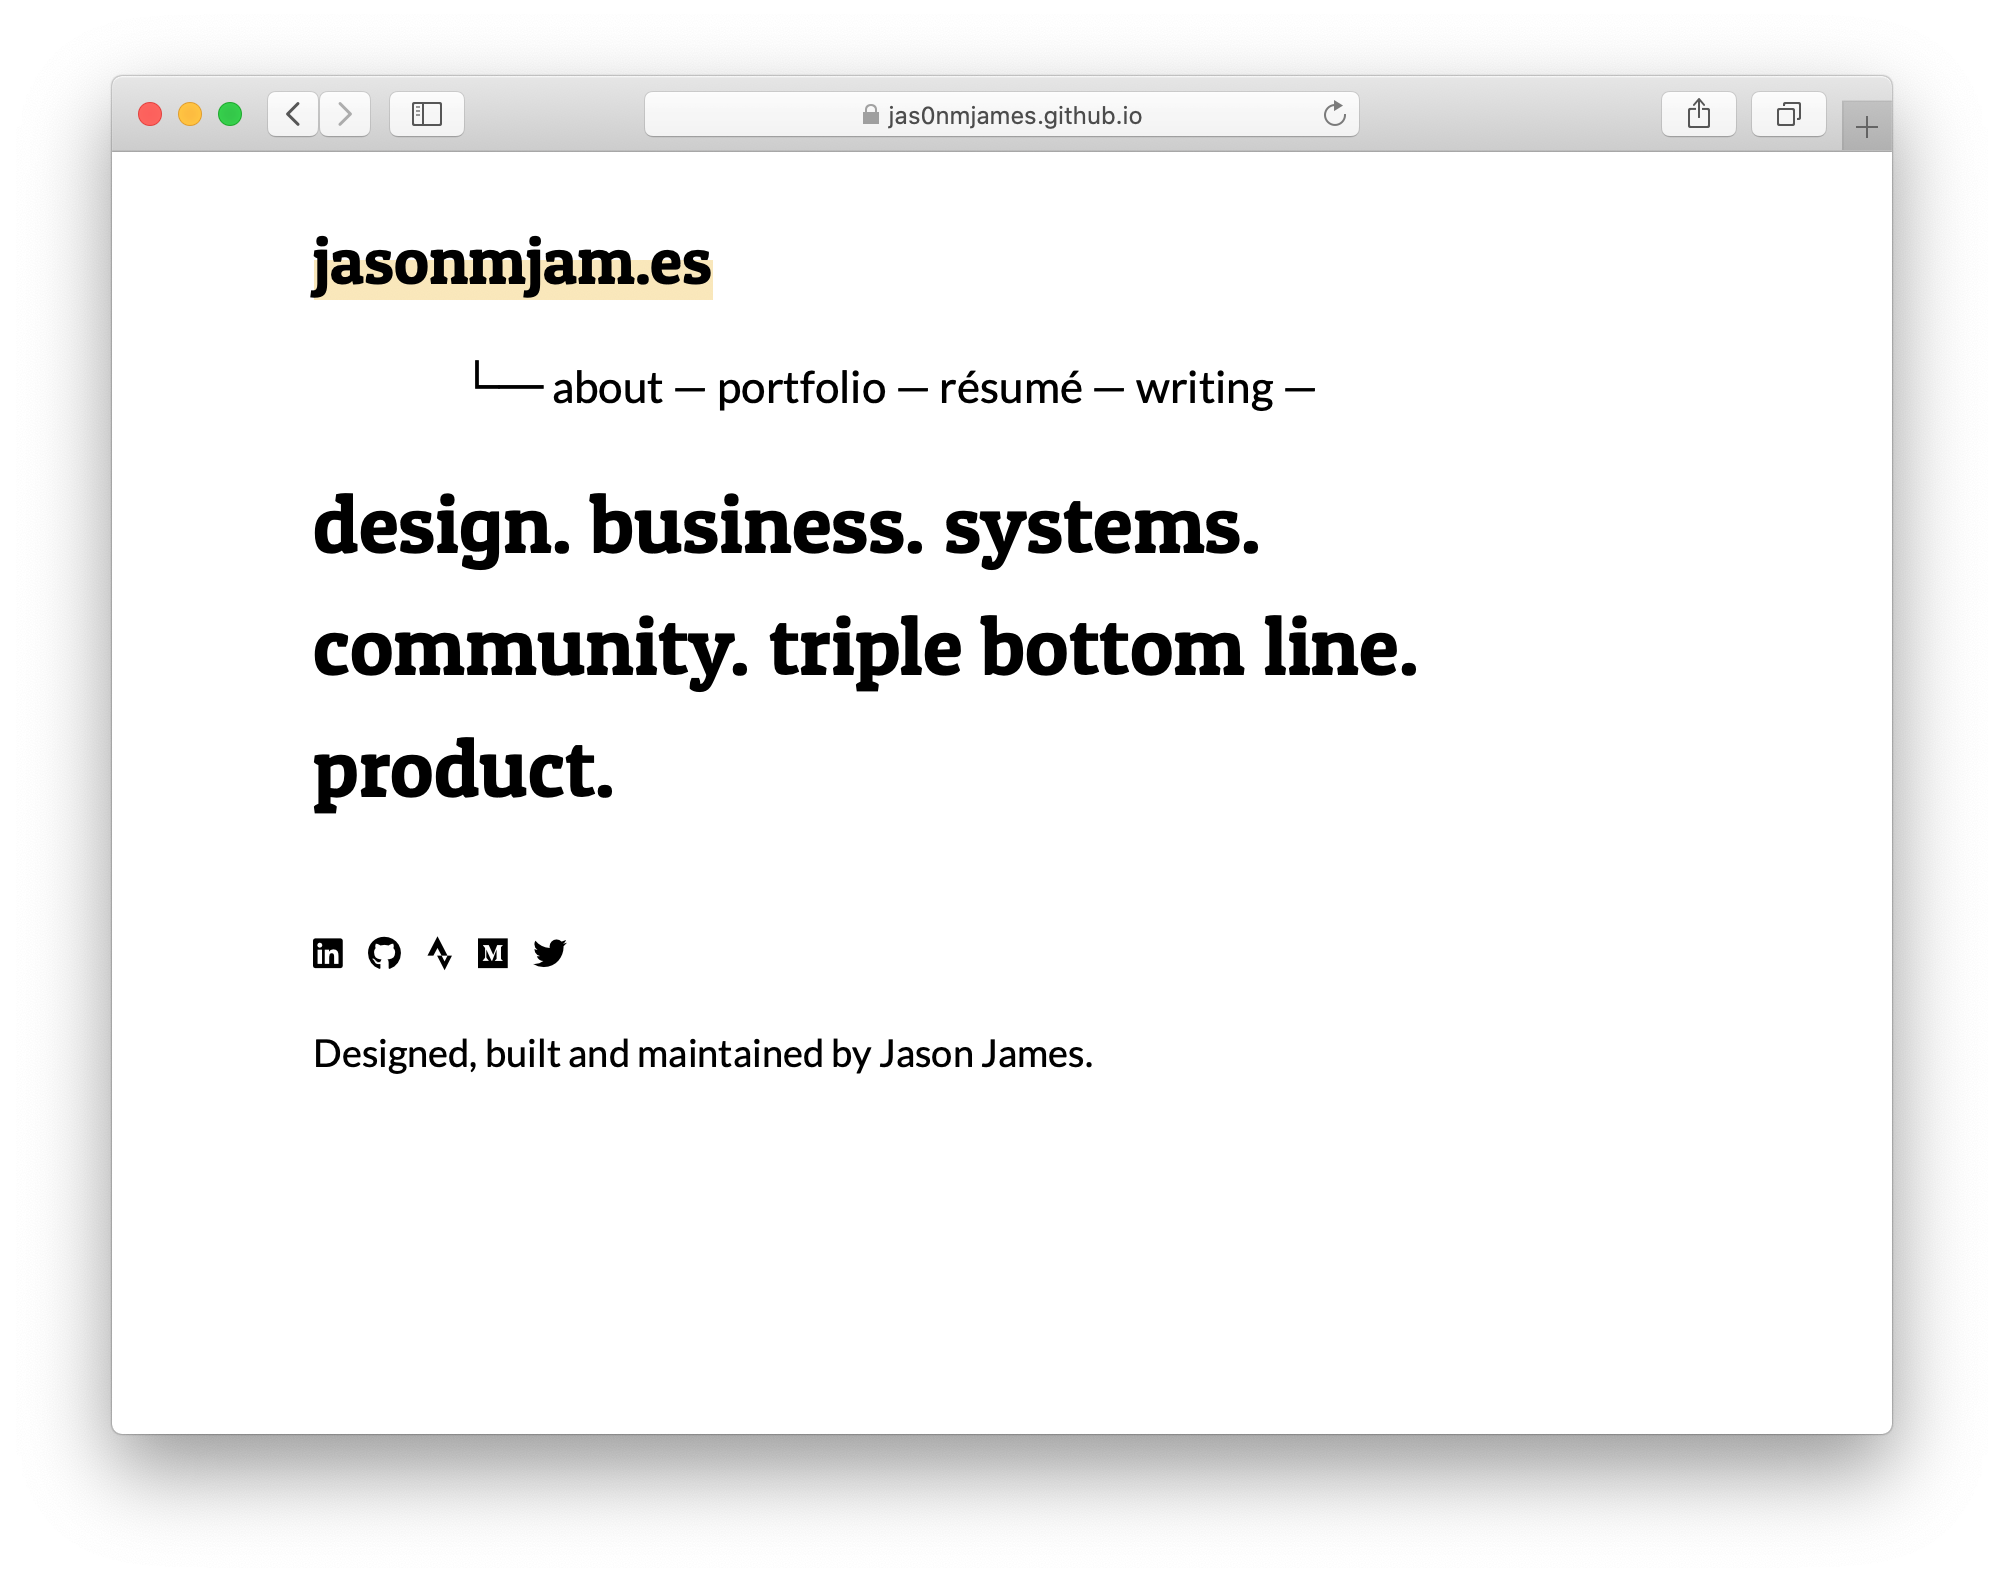 jas0nmjames.github.io
jasonmjam.es
└── about — portfolio — résumé — writing —
design. business. systems.
community. triple bottom line.
product.
in M
Designed, built and maintained by Jason James.